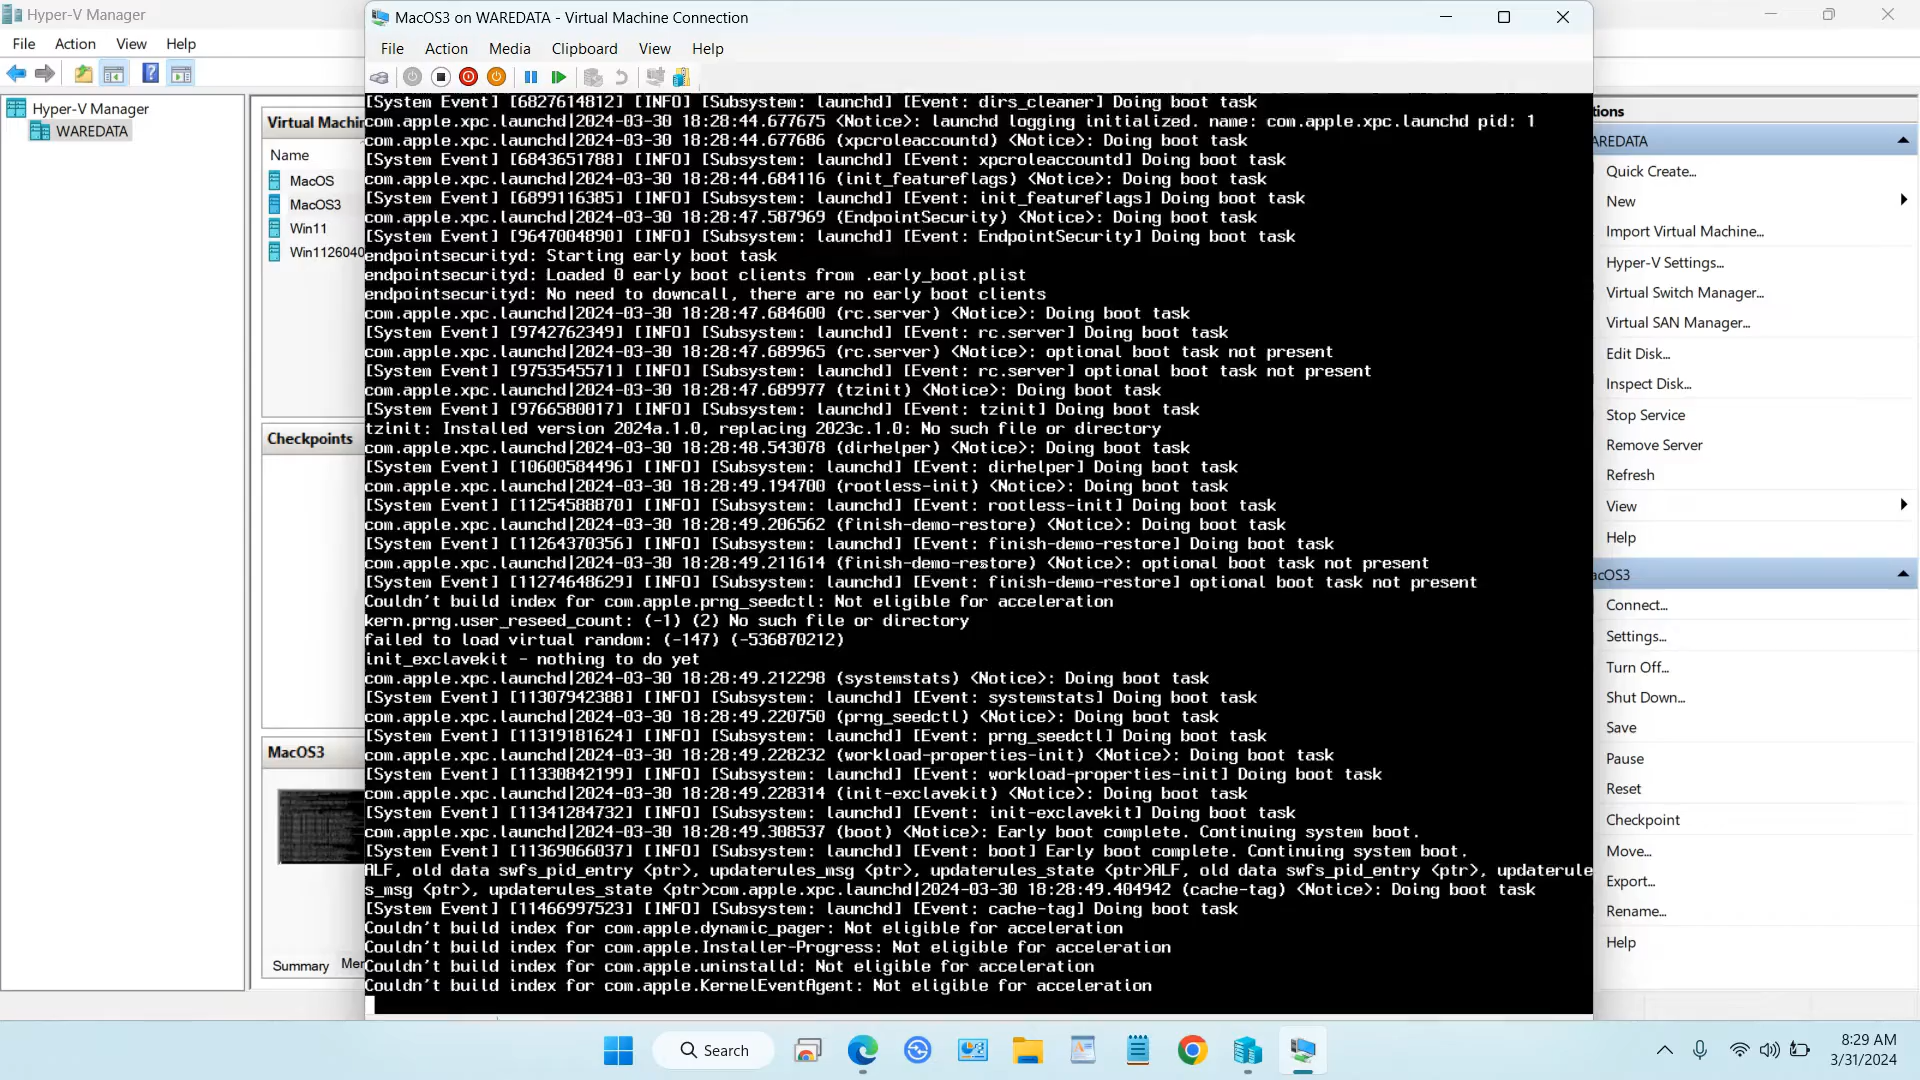 Hyper-V Manager
File Action View Help
Hyper-V Manager
WAREDATA
Virtual Machin
Name
MacOS
MacOS3
Win11
Win1126040
Checkpoints
MacOS3
Summary Mem
MacOS3 on WAREDATA - Virtual Machine Connection
File Action Media Clipboard View Help
[System Event] [6827614812] [INFO] [Subsystem: launchd] [Event: dirs_cleaner] Doing boot task
com.apple.xpc.launchd|2024-03-30 18:28:44.677675 <Notice>: launchd logging initialized. name: com.apple.xpc.launchd pid: 1
com.apple.xpc.launchd|2024-03-30 18:28:44.677686 (xpcroleaccountd) <Notice>: Doing boot task
[System Event] [6843651788] [INFO] [Subsystem: launchd] [Event: xpcroleaccountd] Doing boot task
com.apple.xpc.launchd|2024-03-30 18:28:44.684116 (init_featureflags) <Notice>: Doing boot task
[System Event] [6899116385] [INFO] [Subsystem: launchd] [Event: init_featureflags] Doing boot task
com.apple.xpc.launchd|2024-03-30 18:28:47.587969 (EndpointSecurity) <Notice>: Doing boot task
[System Event] [9647004890] [INFO] [Subsystem: launchd] [Event: EndpointSecurity] Doing boot task
endpointsecurityd: Starting early boot task
endpointsecurityd: Loaded 0 early boot clients from .early_boot.plist
endpointsecurityd: No need to downcall, there are no early boot clients
com.apple.xpc.launchd|2024-03-30 18:28:47.684600 (rc.server) <Notice>: Doing boot task
[System Event] [9742762349] [INFO] [Subsystem: launchd] [Event: rc.server] Doing boot task
com.apple.xpc.launchd|2024-03-30 18:28:47.689965 (rc.server) <Notice>: optional boot task not present
[System Event] [9753545571] [INFO] [Subsystem: launchd] [Event: rc.server] optional boot task not present
com.apple.xpc.launchd|2024-03-30 18:28:47.689977 (tzinit) <Notice>: Doing boot task
[System Event] [9766580017] [INFO] [Subsystem: launchd] [Event: tzinit] Doing boot task
tzinit: Installed version 2024a.1.0, replacing 2023c.1.0: No such file or directory
com.apple.xpc.launchd|2024-03-30 18:28:48.543078 (dirhelper) <Notice>: Doing boot task
[System Event] [10600584496] [INFO] [Subsystem: launchd] [Event: dirhelper] Doing boot task
com.apple.xpc.launchd|2024-03-30 18:28:49.194700 (rootless-init) <Notice>: Doing boot task
[System Event] [11254588870] [INFO] [Subsystem: launchd] [Event: rootless-init] Doing boot task
com.apple.xpc.launchd|2024-03-30 18:28:49.206562 (finish-demo-restore) <Notice>: Doing boot task
[System Event] [11264370356] [INFO] [Subsystem: launchd] [Event: finish-demo-restore] Doing boot task
com.apple.xpc.launchd|2024-03-30 18:28:49.211614 (finish-demo-restore) <Notice>: optional boot task not present
[System Event] [11274648629] [INFO] [Subsystem: launchd] [Event: finish-demo-restore] optional boot task not present
Couldn't build index for com.apple.prng_seedctl: Not eligible for acceleration
kern.prng.user_reseed_count: (-1) (2) No such file or directory
failed to load virtual random: (-147) (-536870212)
init_exclavekit - nothing to do yet
com.apple.xpc.launchd|2024-03-30 18:28:49.212298 (systemstats) <Notice>: Doing boot task
[System Event] [11307942388] [INFO] [Subsystem: launchd] [Event: systemstats] Doing boot task
com.apple.xpc.launchd|2024-03-30 18:28:49.220750 (prng_seedctl) <Notice>: Doing boot task
[System Event] [11319181624] [INFO] [Subsystem: launchd] [Event: prng_seedctl] Doing boot task
com.apple.xpc.launchd|2024-03-30 18:28:49.228232 (workload-properties-init) <Notice>: Doing boot task
[System Event] [11330842199] [INFO] [Subsystem: launchd] [Event: workload-properties-init] Doing boot task
com.apple.xpc.launchd|2024-03-30 18:28:49.228314 (init-exclavekit) <Notice>: Doing boot task
[System Event] [11341284732] [INFO] [Subsystem: launchd] [Event: init-exclavekit] Doing boot task
com.apple.xpc.launchd|2024-03-30 18:28:49.308537 (boot) <Notice>: Early boot complete. Continuing system boot.
[System Event] [11369066037] [INFO] [Subsystem: launchd] [Event: boot] Early boot complete. Continuing system boot.
ALF, old data swfs_pid_entry <ptr>, updaterules_msg <ptr>, updaterules_state <ptr>ALF, old data swfs_pid_entry <ptr>, updaterule
s_msg <ptr>, updaterules_state <ptr>com.apple.xpc.launchd|2024-03-30 18:28:49.404942 (cache-tag) <Notice>: Doing boot task
[System Event] [11466997523] [INFO] [Subsystem: launchd] [Event: cache-tag] Doing boot task
Couldn't build index for com.apple.dynamic_pager: Not eligible for acceleration
Couldn't build index for com.apple.Installer-Progress: Not eligible for acceleration
Couldn't build index for com.apple.uninstalld: Not eligible for acceleration
Couldn't build index for com.apple.KernelEventAgent: Not eligible for acceleration
tions
AREDATA
Quick Create...
New
Import Virtual Machine...
Hyper-V Settings...
Virtual Switch Manager...
Virtual SAN Manager...
Edit Disk...
Inspect Disk...
Stop Service
Remove Server
Refresh
View
Help
acOS3
Connect...
Settings...
Turn Off...
Shut Down...
Save
Pause
Reset
Checkpoint
Move...
Export...
Rename...
Help
Search
8:29 AM
3/31/2024